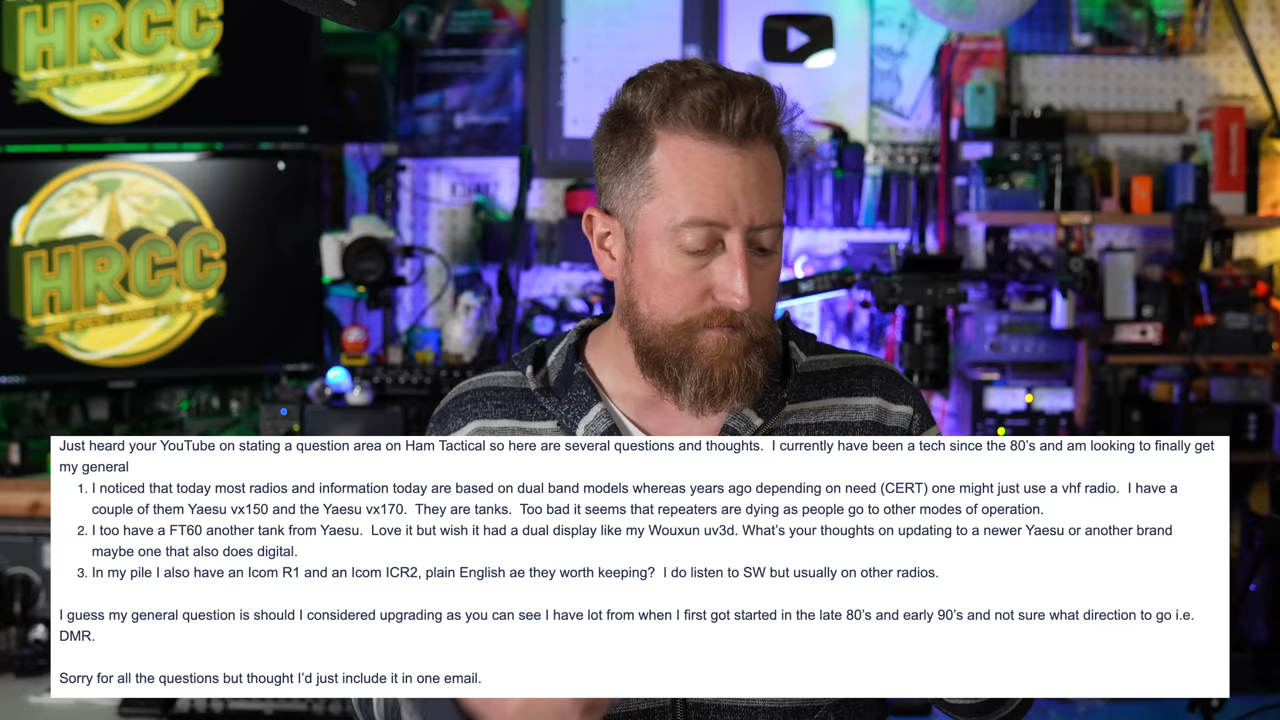 HRCC
HRCC
Just heard your YouTube on stating a question area on Ham Tactical so here are several questions and thoughts.  I currently have been a tech since the 80's and am looking to finally get
my general
1. I noticed that today most radios and information today are based on dual band models whereas years ago depending on need (CERT) one might just use a vhf radio.  I have a
couple of them Yaesu vx150 and the Yaesu vx170.  They are tanks.  Too bad it seems that repeaters are dying as people go to other modes of operation.
2. I too have a FT60 another tank from Yaesu.  Love it but wish it had a dual display like my Wouxun uv3d. What's your thoughts on updating to a newer Yaesu or another brand
maybe one that also does digital.
3. In my pile I also have an Icom R1 and an Icom ICR2, plain English ae they worth keeping?  I do listen to SW but usually on other radios.
I guess my general question is should I considered upgrading as you can see I have lot from when I first got started in the late 80's and early 90's and not sure what direction to go i.e.
DMR.
Sorry for all the questions but thought I'd just include it in one email.